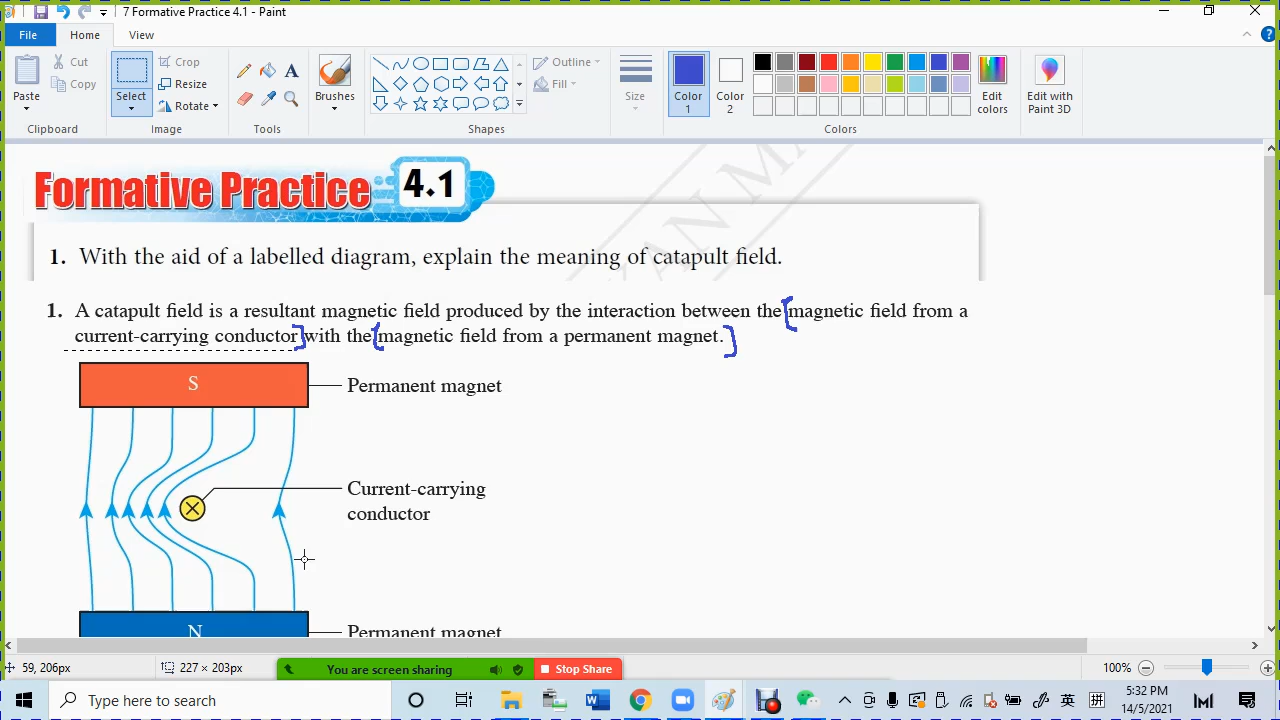 7 Formative Practice 4.1 - Paint
File
Home
View
Paste
Cut
Copy
Clipboard
Select
Crop
Resize
Rotate
Image
A
Tools
Brushes
Shapes
Outline
Fill
Size
Color 1
Color 2
Colors
Edit colors
Edit with Paint 3D
Formative Practice 4.1
KAN MA
1. With the aid of a labelled diagram, explain the meaning of catapult field.
1. A catapult field is a resultant magnetic field produced by the interaction between the magnetic field from a
current-carrying conductor with the magnetic field from a permanent magnet.
S
Permanent magnet
Current-carrying
conductor
N
Permanent magnet
59, 206px
227 × 203px
You are screen sharing
Stop Share
100%
Type here to search
英
拼
5:32 PM
14/5/2021